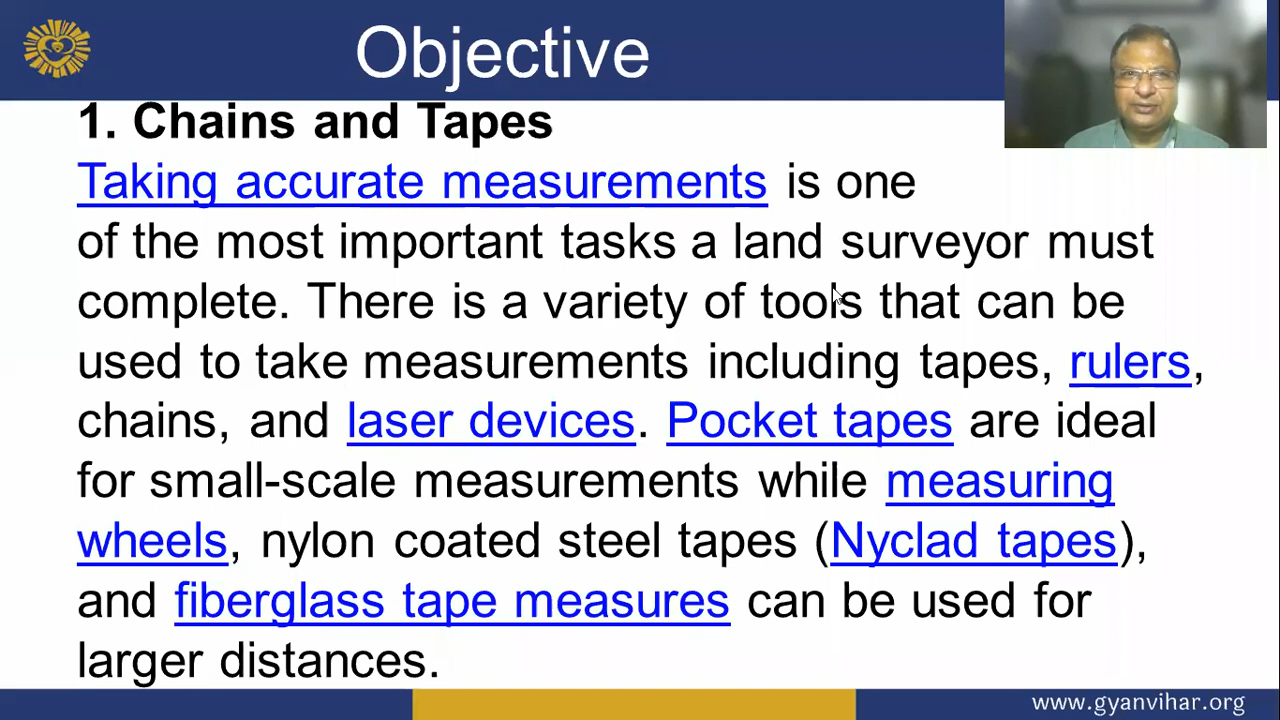 Objective
1. Chains and Tapes
Taking accurate measurements is one
of the most important tasks a land surveyor must
complete. There is a variety of tools that can be
used to take measurements including tapes, rulers,
chains, and laser devices. Pocket tapes are ideal
for small-scale measurements while measuring
wheels, nylon coated steel tapes (Nyclad tapes),
and fiberglass tape measures can be used for
larger distances.
www.gyanvihar.org